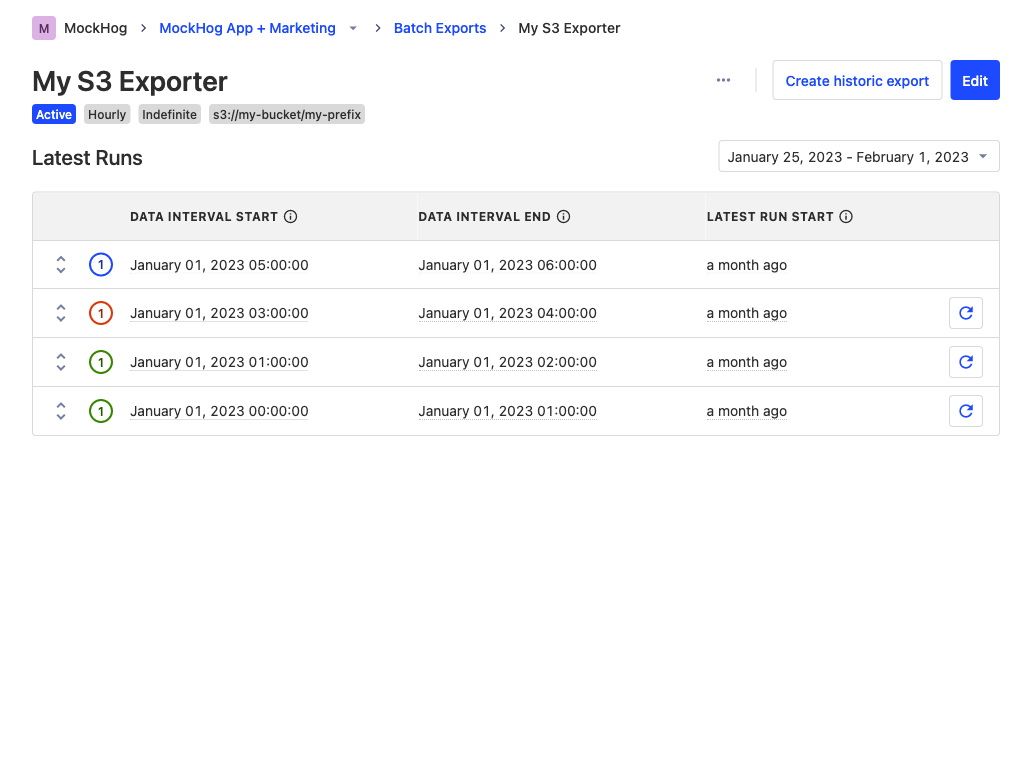 M MockHog MockHog App + Marketing Batch Exports My S3 Exporter
My S3 Exporter
Create historic export Edit
Active Hourly Indefinite s3://my-bucket/my-prefix
Latest Runs
January 25, 2023 - February 1, 2023
DATA INTERVAL START DATA INTERVAL END LATEST RUN START
1 January 01, 2023 05:00:00 January 01, 2023 06:00:00 a month ago
1 January 01, 2023 03:00:00 January 01, 2023 04:00:00 a month ago
1 January 01, 2023 01:00:00 January 01, 2023 02:00:00 a month ago
1 January 01, 2023 00:00:00 January 01, 2023 01:00:00 a month ago